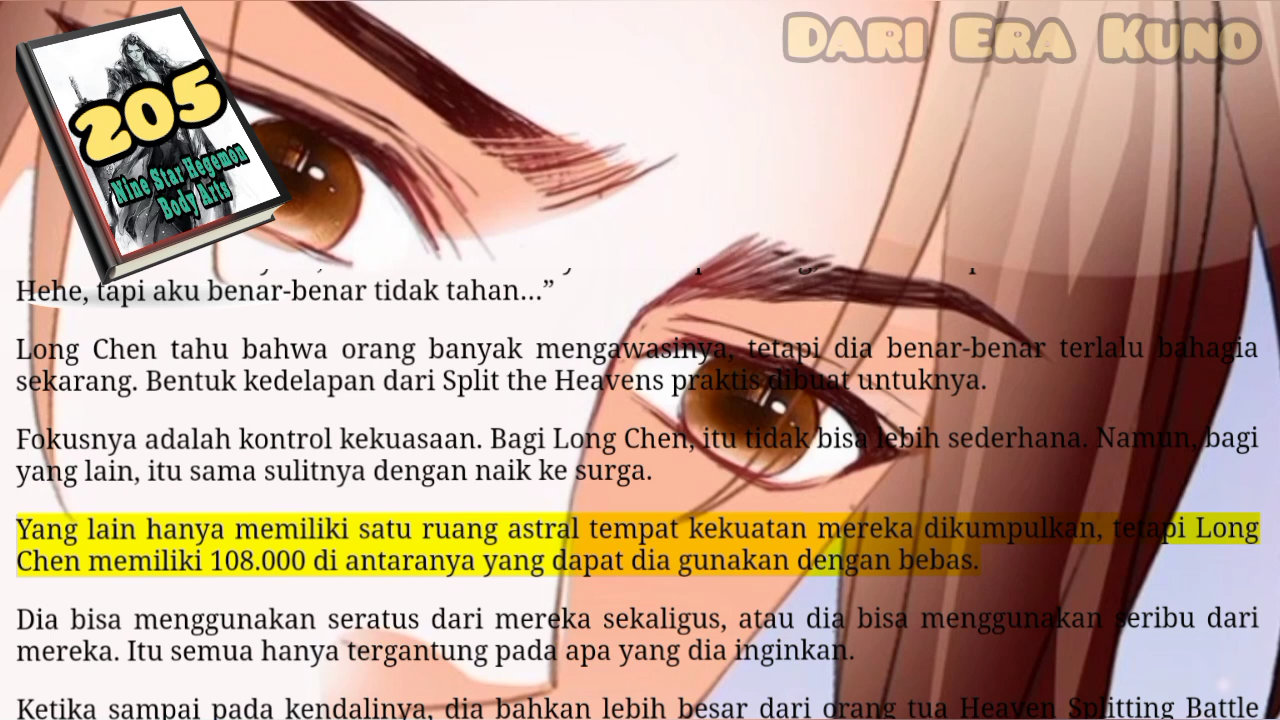 Dari Era Kuno
205
Nine Star Hegemon
Body Arts
Hehe, tapi aku benar-benar tidak tahan…”
Long Chen tahu bahwa orang banyak mengawasinya, tetapi dia benar-benar terlalu bahagia
sekarang. Bentuk kedelapan dari Split the Heavens praktis dibuat untuknya.
Fokusnya adalah kontrol kekuasaan. Bagi Long Chen, itu tidak bisa lebih sederhana. Namun, bagi
yang lain, itu sama sulitnya dengan naik ke surga.
Yang lain hanya memiliki satu ruang astral tempat kekuatan mereka dikumpulkan, tetapi Long
Chen memiliki 108.000 di antaranya yang dapat dia gunakan dengan bebas.
Dia bisa menggunakan seratus dari mereka sekaligus, atau dia bisa menggunakan seribu dari
mereka. Itu semua hanya tergantung pada apa yang dia inginkan.
Ketika sampai pada kendalinya, dia bahkan lebih besar dari orang tua Heaven Splitting Battle